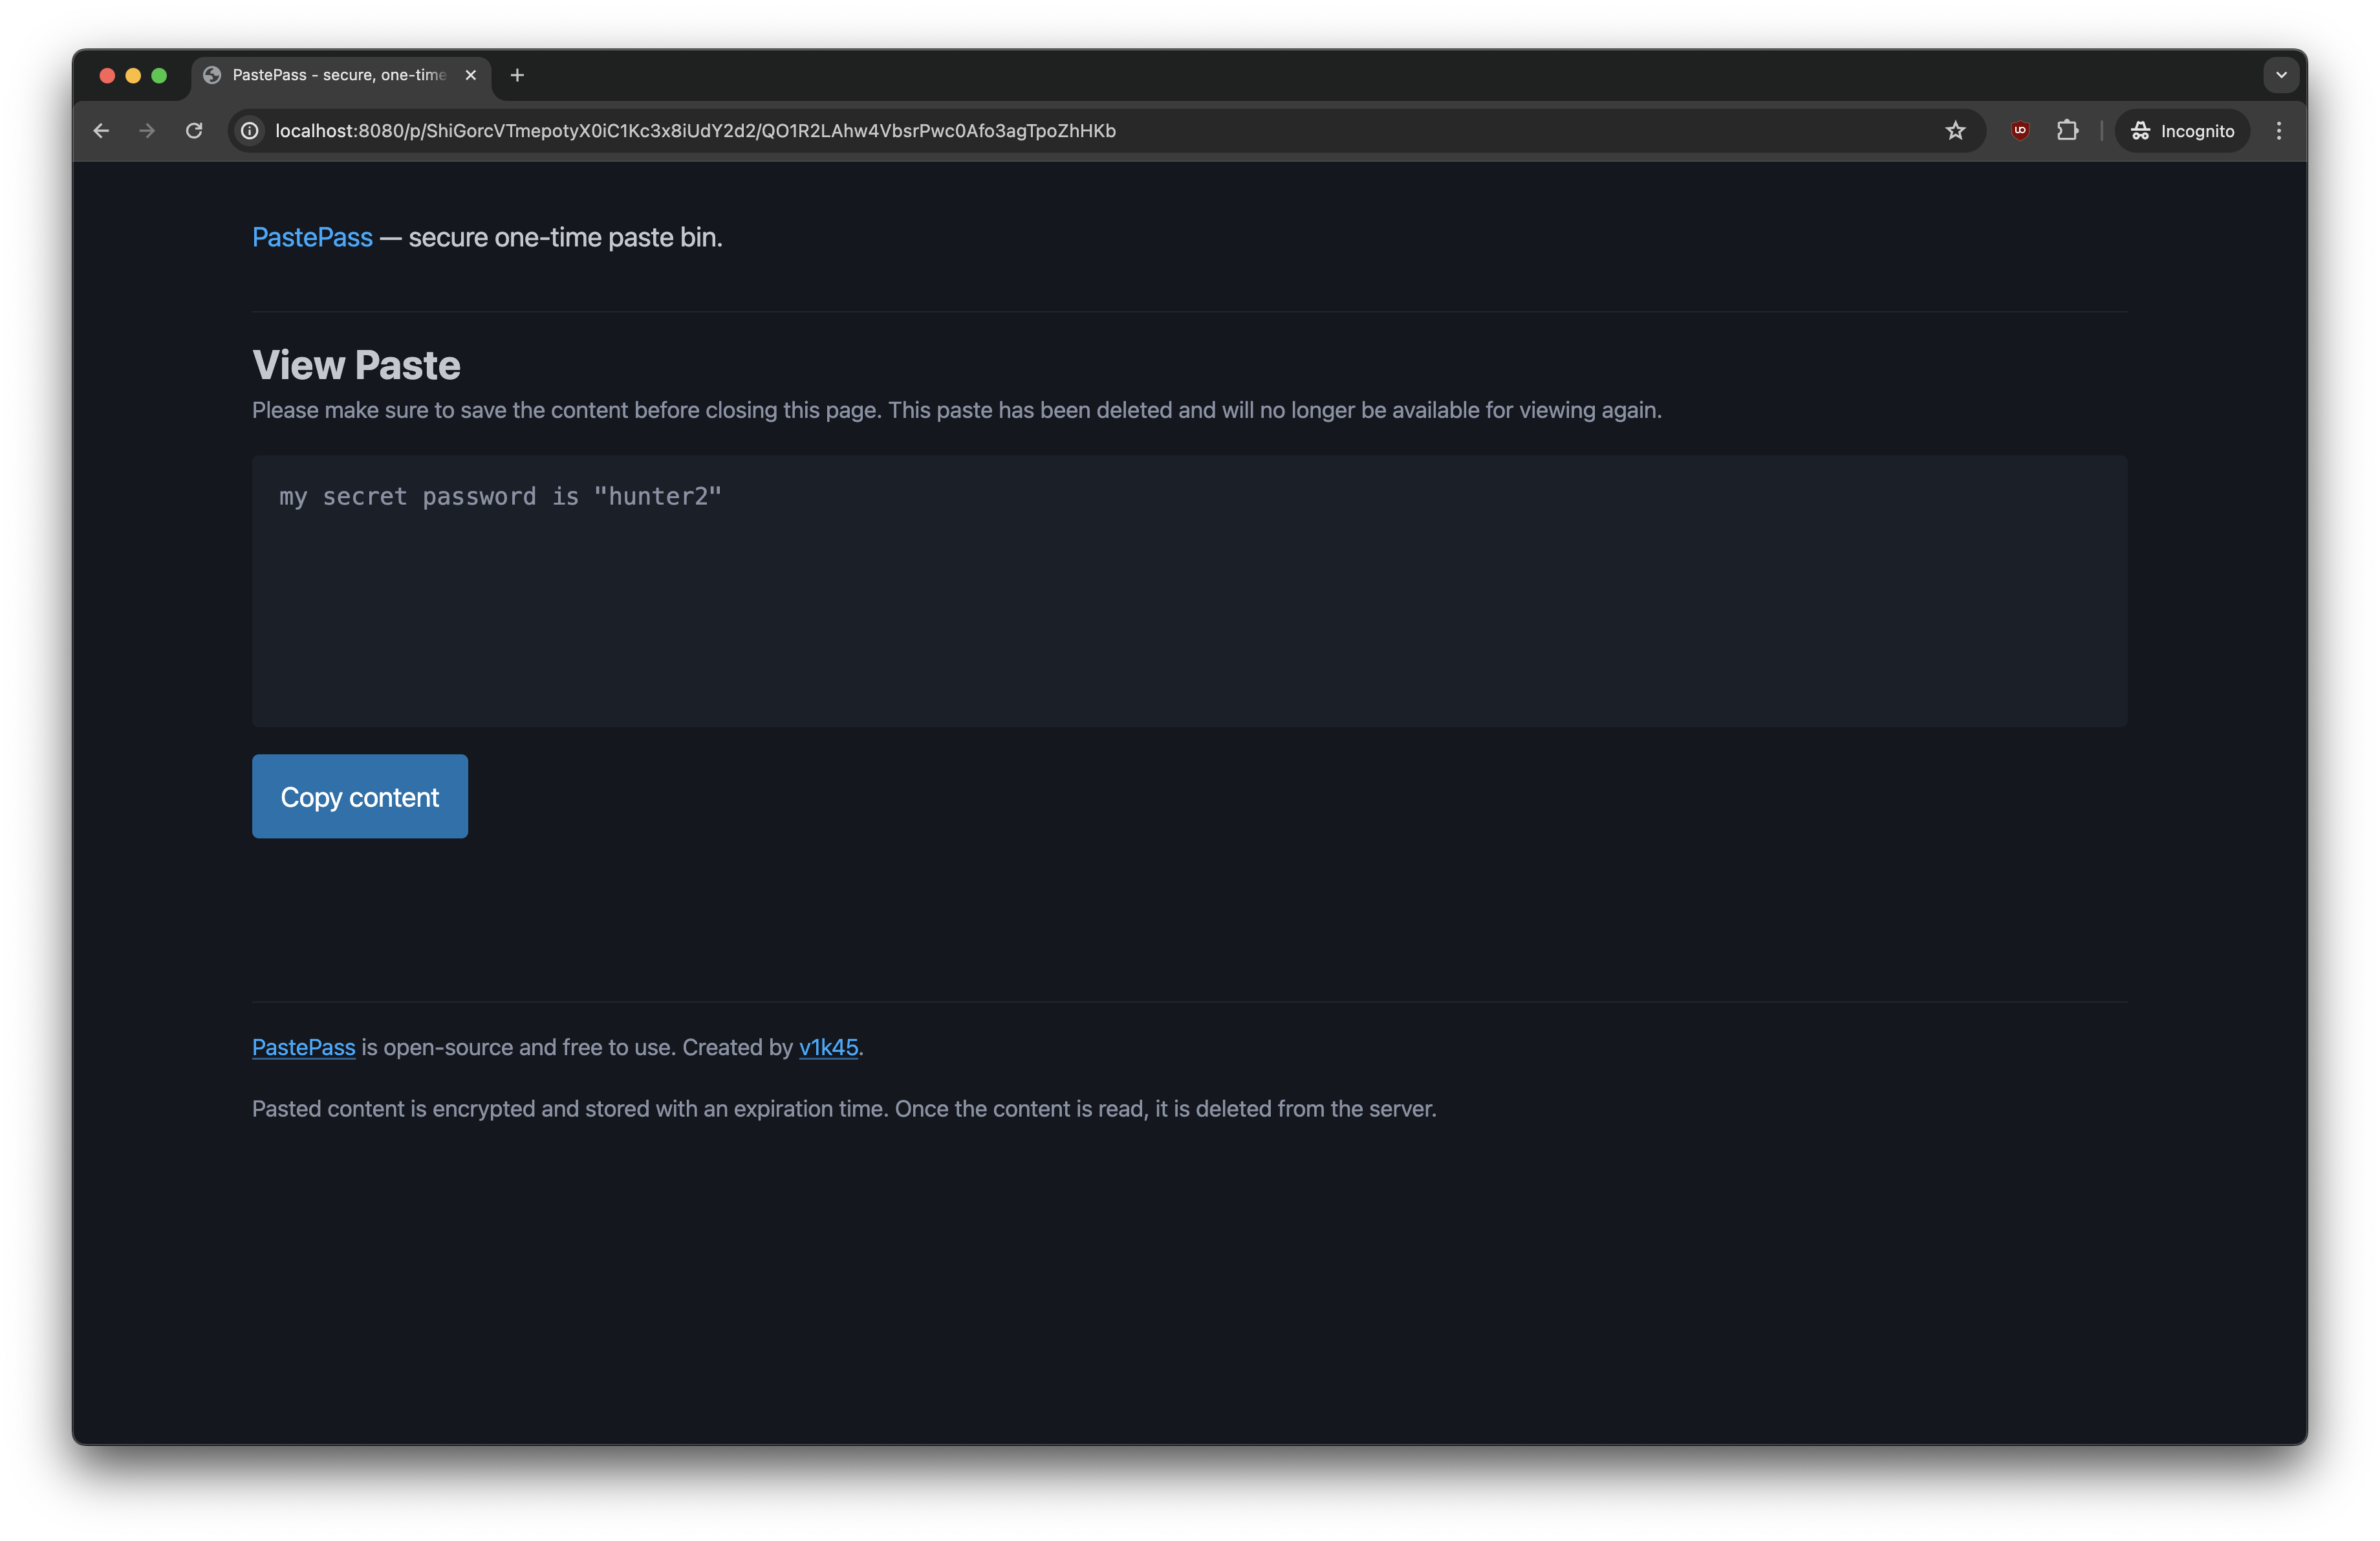 PastePass - secure, one-time
localhost:8080/p/ShiGorcVTmepotyX0iC1Kc3x8iUdY2d2/QO1R2LAhw4VbsrPwc0Afo3agTpoZhHKb
Incognito
PastePass — secure one-time paste bin.
View Paste
Please make sure to save the content before closing this page. This paste has been deleted and will no longer be available for viewing again.
my secret password is "hunter2"
Copy content
PastePass is open-source and free to use. Created by v1k45.
Pasted content is encrypted and stored with an expiration time. Once the content is read, it is deleted from the server.